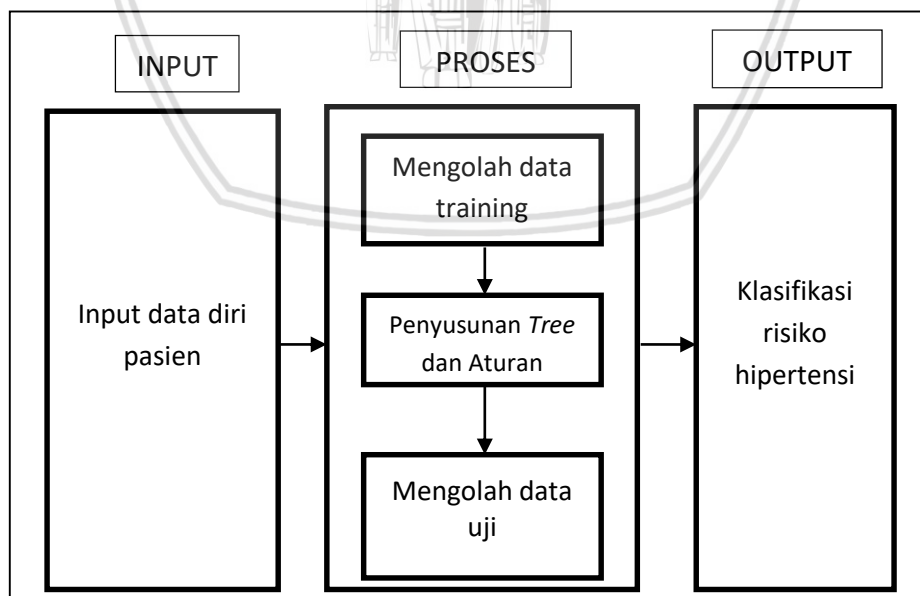 INPUT
PROSES
OUTPUT
Input data diri
pasien
Mengolah data
training
Penyusunan Tree
dan Aturan
Mengolah data
uji
Klasifikasi
risiko
hipertensi